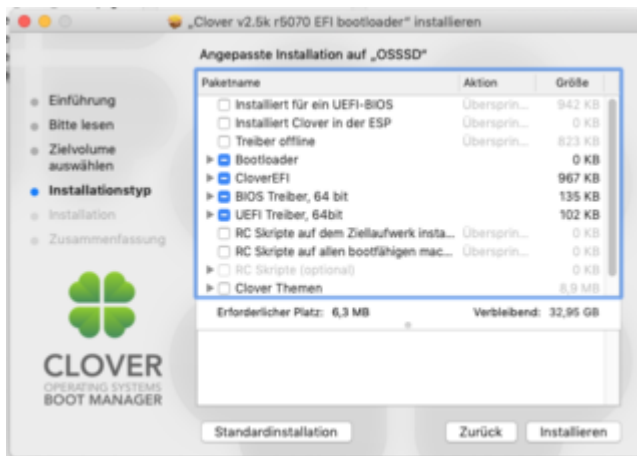 „Clover v2.5k r5070 EFI bootloader“ installieren
Angepasste Installation auf „OSSSD“
Paketname Aktion Größe
Einführung
Bitte lesen
Zielvolume
auswählen
Installationstyp
Installation
Zusammenfassung
Installiert für ein UEFI-BIOS Übersprin... 942 KB
Installiert Clover in der ESP Übersprin... 0 KB
Treiber offline Übersprin... 823 KB
Bootloader 0 KB
CloverEFI 967 KB
BIOS Treiber, 64 bit 135 KB
UEFI Treiber, 64bit 102 KB
RC Skripte auf dem Ziellaufwerk insta... Übersprin... 0 KB
RC Skripte auf allen bootfähigen mac... Übersprin... 0 KB
RC Skripte (optional) 0 KB
Clover Themen 8,9 MB
Erforderlicher Platz: 6,3 MB Verbleibend: 32,95 GB
CLOVER
OPERATING SYSTEMS
BOOT MANAGER
Standardinstallation Zurück Installieren